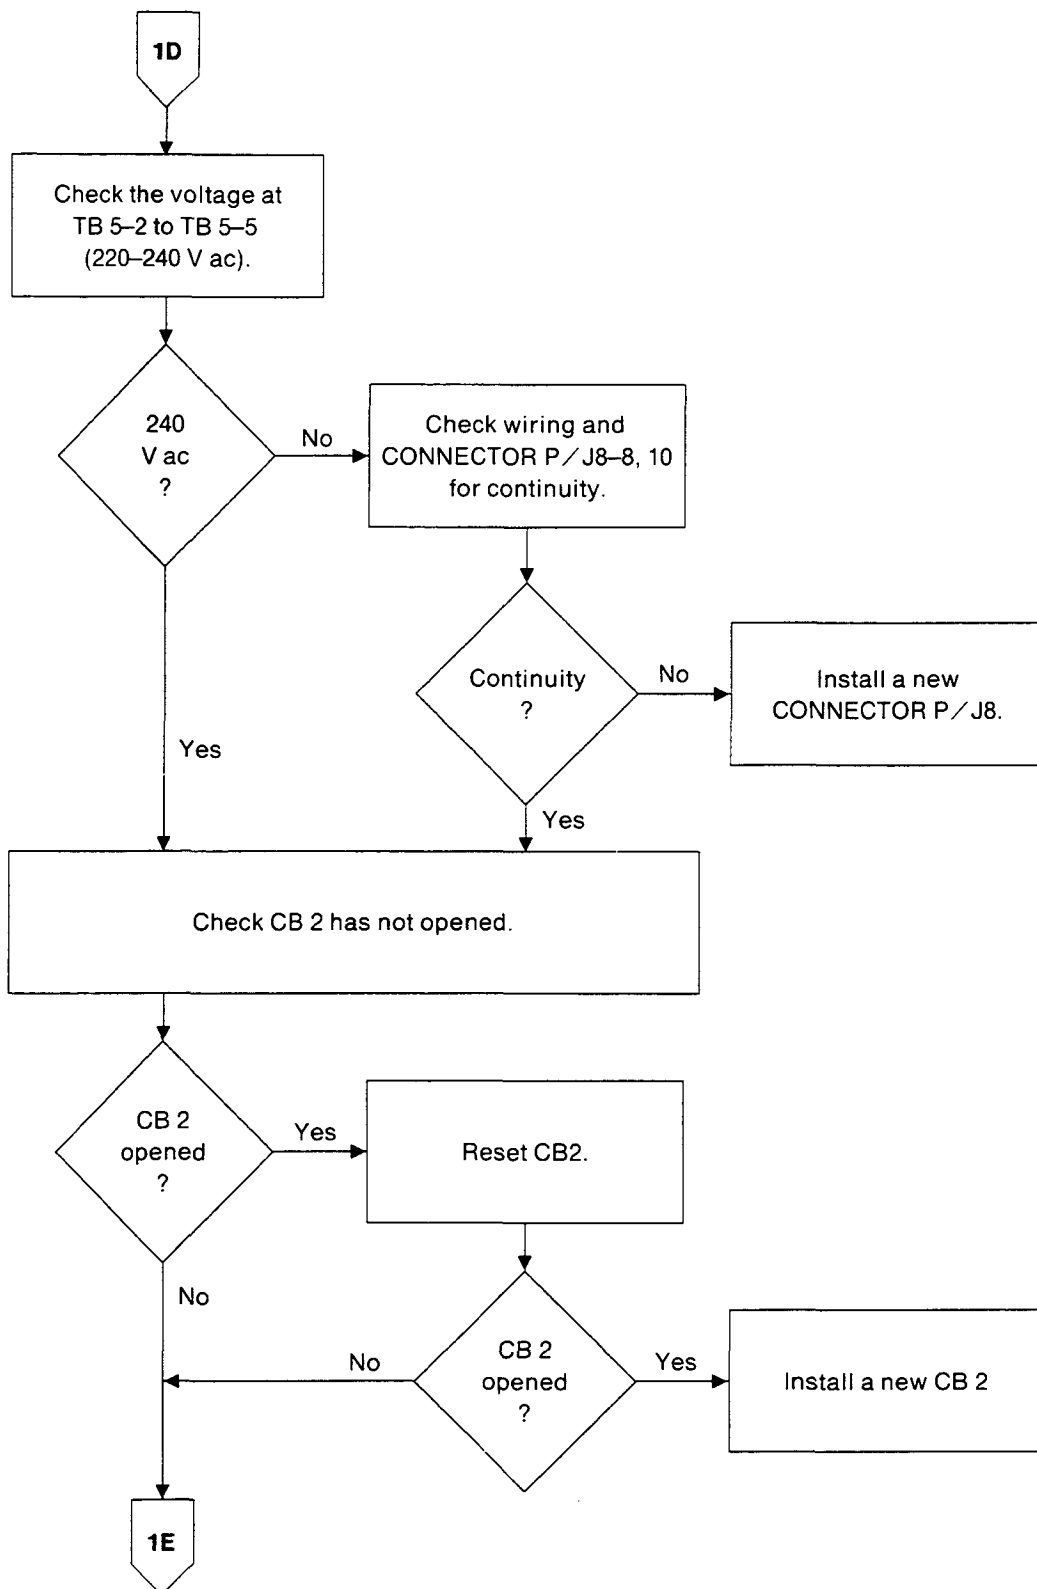 1D
Check the voltage at
TB 5–2 to TB 5–5
(220–240 V ac).
240
V ac
?
No
Check wiring and
CONNECTOR P/J8–8, 10
for continuity.
Continuity
?
No
Install a new
CONNECTOR P/J8.
Yes
Yes
Check CB 2 has not opened.
CB 2
opened
?
Yes
Reset CB2.
No
CB 2
opened
?
No
Yes
Install a new CB 2
1E